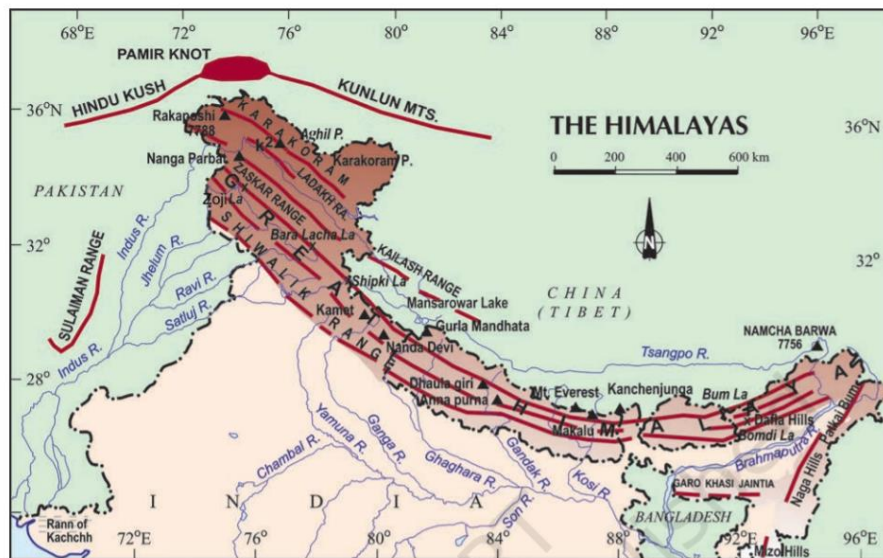 68°E
72°
76°
80°
84°
88°
92°
96°E
PAMIR KNOT
HINDU KUSH
KUNLUN MTS.
36°N
36°N
THE HIMALAYAS
0 200 400 600 km
N
Rakaposhi
7788
KARAKORAM
Aghil P.
K2
Karakoram P.
Nanga Parbat
LADAKH RA.
ZASKAR RANGE
Zoji La
PAKISTAN
GREAT HIMALAYA
Bara Lacha La
SHIWALIK RANGE
Indus R.
Jhelum R.
Ravi R.
Satluj R.
Indus R.
SULAIMAN RANGE
32°
32°
KAILASH RANGE
Shipki La
Mansarowar Lake
CHINA
(TIBET)
Kamet
Gurla Mandhata
Nanda Devi
NAMCHA BARWA
7756
Tsangpo R.
28°
28°
Dhaula giri
Anna purna
Mt. Everest
Kanchenjunga
Makalu
Bum La
Dafla Hills
Bomdi La
Patkai Bum
Brahmaputra R.
Naga Hills
Yamuna R.
Ganga R.
Chambal R.
Ghaghara R.
Gandak R.
Kosi R.
Son R.
GARO KHASI JAINTIA
BANGLADESH
INDIA
Rann of
Kachchh
Mizo Hills
72°E
76°
80°
84°
88°
92°E
96°E